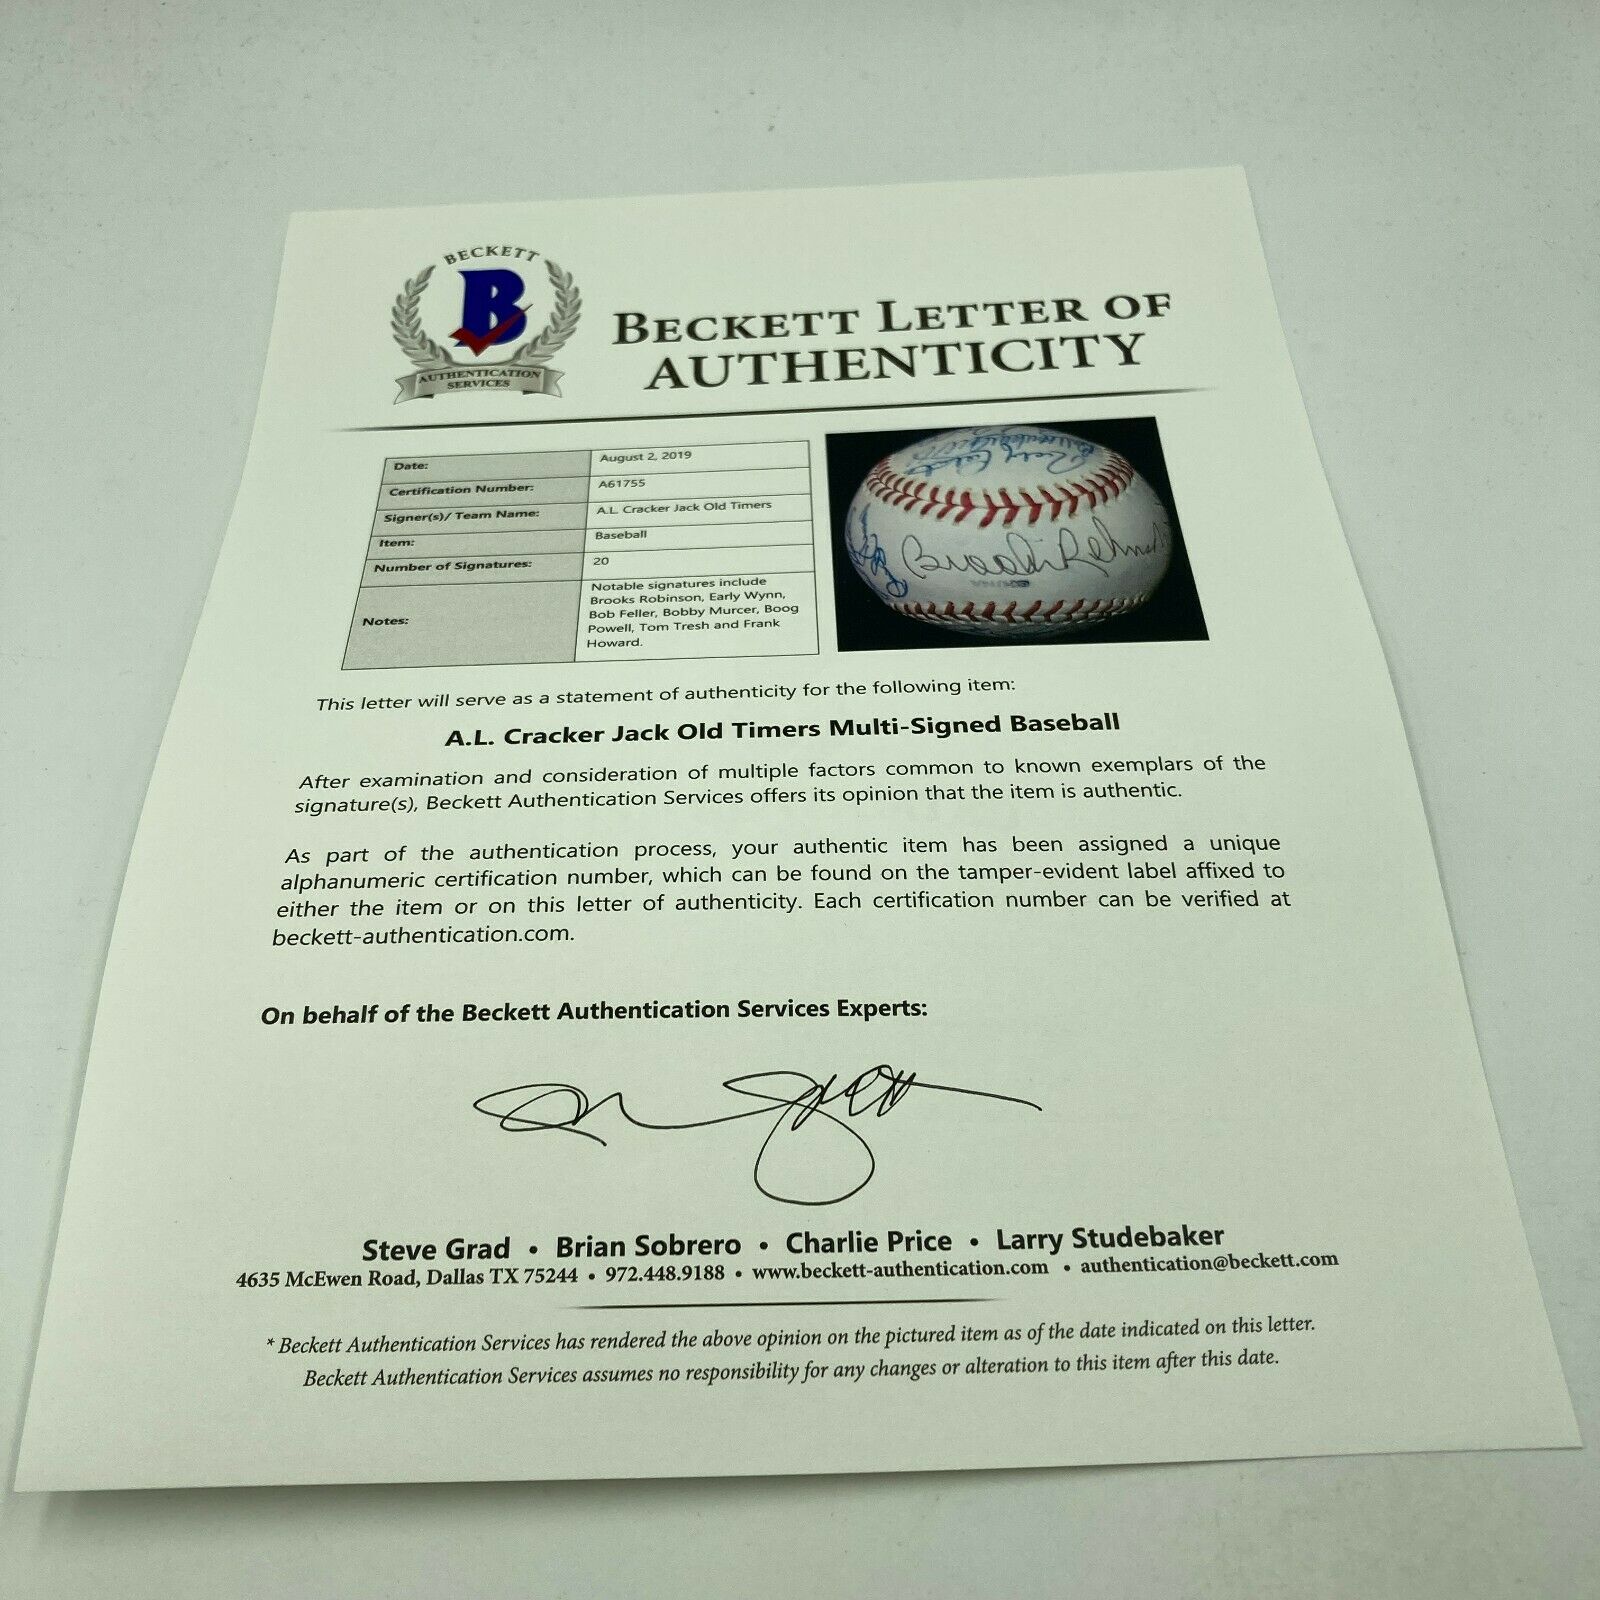 BECKETT
B
AUTHENTICATION
SERVICES
BECKETT LETTER OF
AUTHENTICITY
Date: August 2, 2019
Certification Number: A61755
Signer(s)/ Team Name: A.L. Cracker Jack Old Timers
Item: Baseball
Number of Signatures: 20
Notes: Notable signatures include
Brooks Robinson, Early Wynn,
Bob Feller, Bobby Murcer, Boog
Powell, Tom Tresh and Frank
Howard.
Brooks Robinson
This letter will serve as a statement of authenticity for the following item:
A.L. Cracker Jack Old Timers Multi-Signed Baseball
After examination and consideration of multiple factors common to known exemplars of the
signature(s), Beckett Authentication Services offers its opinion that the item is authentic.
As part of the authentication process, your authentic item has been assigned a unique
alphanumeric certification number, which can be found on the tamper-evident label affixed to
either the item or on this letter of authenticity. Each certification number can be verified at
beckett-authentication.com.
On behalf of the Beckett Authentication Services Experts:
Steve Grad • Brian Sobrero • Charlie Price • Larry Studebaker
4635 McEwen Road, Dallas TX 75244 • 972.448.9188 • www.beckett-authentication.com • authentication@beckett.com
* Beckett Authentication Services has rendered the above opinion on the pictured item as of the date indicated on this letter.
Beckett Authentication Services assumes no responsibility for any changes or alteration to this item after this date.